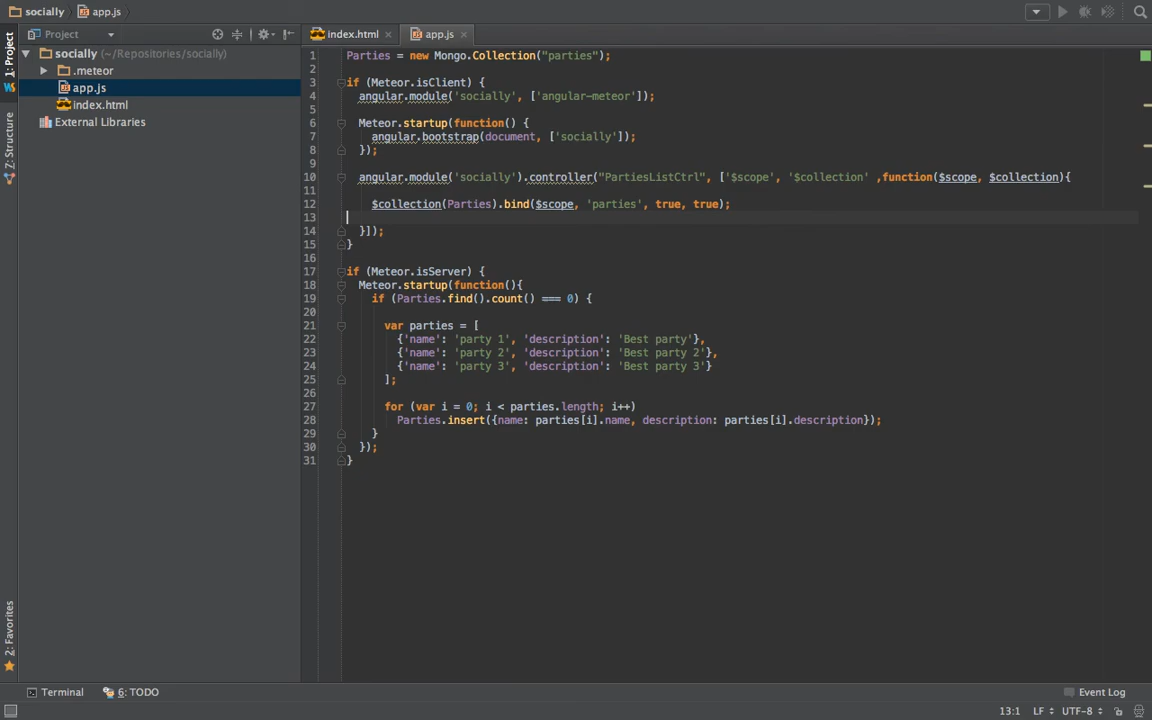 socially
app.js
Project
socially (~/Repositories/socially)
.meteor
app.js
index.html
External Libraries
1: Project
7: Structure
2: Favorites
index.html
app.js
1 Parties = new Mongo.Collection("parties");
2
3 if (Meteor.isClient) {
4 angular.module('socially', ['angular-meteor']);
5
6 Meteor.startup(function() {
7 angular.bootstrap(document, ['socially']);
8 });
9
10 angular.module('socially').controller("PartiesListCtrl", ['$scope', '$collection' ,function($scope, $collection){
11
12 $collection(Parties).bind($scope, 'parties', true, true);
13
14 }]);
15 }
16
17 if (Meteor.isServer) {
18 Meteor.startup(function(){
19 if (Parties.find().count() === 0) {
20
21 var parties = [
22 {'name': 'party 1', 'description': 'Best party'},
23 {'name': 'party 2', 'description': 'Best party 2'},
24 {'name': 'party 3', 'description': 'Best party 3'}
25 ];
26
27 for (var i = 0; i < parties.length; i++)
28 Parties.insert({name: parties[i].name, description: parties[i].description});
29 }
30 });
31 }
Terminal
6: TODO
Event Log
13:1
LF
UTF-8